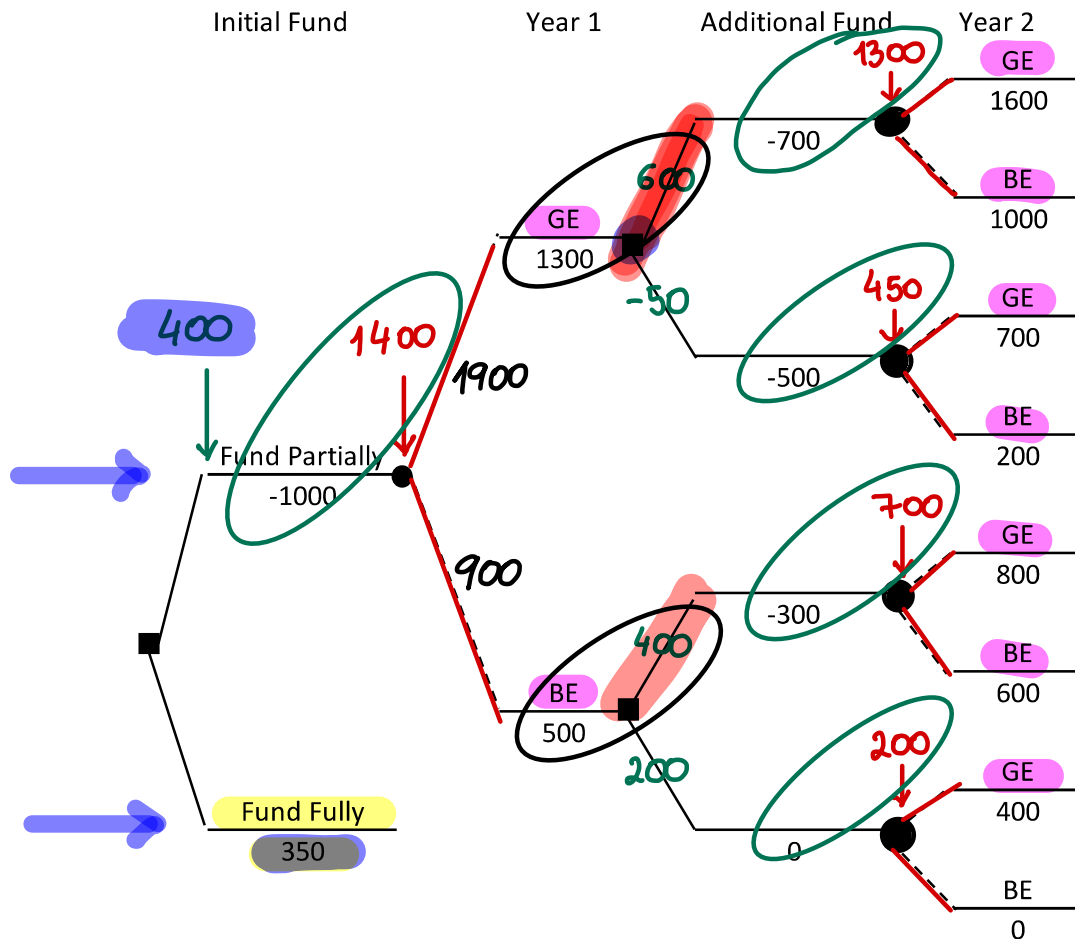 Initial Fund Year 1 Additional Fund Year 2
1300
GE
1600
-700
600
BE
1000
GE
1300
-50
450
GE
700
-500
400
1400
1900
BE
200
Fund Partially
-1000
700
GE
800
900
-300
400
BE
600
BE
500
200
200
GE
400
Fund Fully
350
0
BE
0